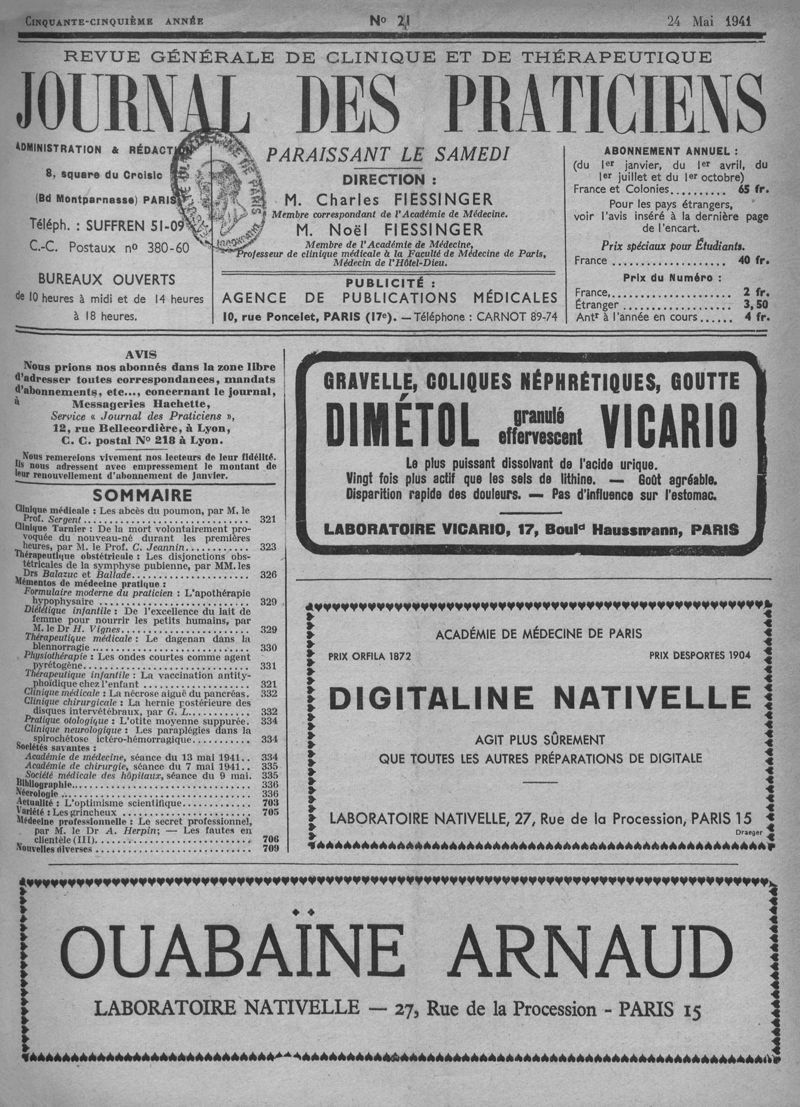 CINQUANTE-CINQUIÈME ANNÉE
No 21
24 Mai 1941
REVUE GÉNÉRALE DE CLINIQUE ET DE THÉRAPEUTIQUE
JOURNAL DES PRATICIENS
ADMINISTRATION & RÉDACTION
8, square du Croisic
(Bd Montparnasse) PARIS
Téléph. : SUFFREN 51-09
C.-C. Postaux no 380-60
BUREAUX OUVERTS
de 10 heures à midi et de 14 heures
à 18 heures.
PARAISSANT LE SAMEDI
DIRECTION :
M. Charles FIESSINGER
Membre correspondant de l'Académie de Médecine.
M. Noël FIESSINGER
Membre de l'Académie de Médecine,
Professeur de clinique médicale à la Faculté de Médecine de Paris,
Médecin de l'Hôtel-Dieu.
PUBLICITÉ :
AGENCE DE PUBLICATIONS MÉDICALES
10, rue Poncelet, PARIS (17e). — Téléphone : CARNOT 89-74
ABONNEMENT ANNUEL :
(du 1er janvier, du 1er avril, du
1er juillet et du 1er octobre)
France et Colonies.......... 65 fr.
Pour les pays étrangers,
voir l'avis inséré à la dernière page
de l'encart.
Prix spéciaux pour Étudiants.
France .................. 40 fr.
Prix du Numéro :
France,.................. 2 fr.
Étranger .................. 3,50
Antr à l'année en cours ...... 4 fr.
AVIS
Nous prions nos abonnés dans la zone libre
d'adresser toutes correspondances, mandats
d'abonnements, etc..., concernant le journal,
à
Messageries Hachette,
Service « Journal des Praticiens »,
12, rue Bellecordière, à Lyon,
C. C. postal No 218 à Lyon.
Nous remercions vivement nos lecteurs de leur fidélité.
Ils nous adressent avec empressement le montant de
leur renouvellement d'abonnement de janvier.
SOMMAIRE
Clinique médicale : Les abcès du poumon, par M. le
Prof. Sergent.............................. 321
Clinique Tarnier : De la mort volontairement pro-
voquée du nouveau-né durant les premières
heures, par M. le Prof. C. Jeannin............ 323
Thérapeutique obstétricale : Les disjonctions obs-
tétricales de la symphyse pubienne, par MM. les
Drs Balazuc et Ballade...................... 326
Mémentos de médecine pratique :
Formulaire moderne du praticien : L'apothérapie
hypophysaire .............................. 329
Diététique infantile : De l'excellence du lait de
femme pour nourrir les petits humains, par
M. le Dr H. Vignes.......................... 329
Thérapeutique médicale : Le dagenan dans la
blennorragie .............................. 330
Physiothérapie : Les ondes courtes comme agent
pyrétogène................................ 331
Thérapeutique infantile : La vaccination antity-
phoïdique chez l'enfant .................... 321
Clinique médicale : La nécrose aiguë du pancréas. 332
Clinique chirurgicale : La hernie postérieure des
disques intervétébraux, par G. L............. 332
Pratique otologique : L'otite moyenne suppurée. 334
Clinique neurologique : Les paraplégies dans la
spirochétose ictéro-hémorragique............ 334
Sociétés savantes :
Académie de médecine, séance du 13 mai 1941.. 334
Académie de chirurgie, séance du 7 mai 1941.. 335
Société médicale des hôpitaux, séance du 9 mai. 335
Bibliographie.............................. 336
Nécrologie ................................ 336
Actualité : L'optimisme scientifique............ 703
Variété : Les grincheux ...................... 705
Médecine professionnelle : Le secret professionnel,
par M. le Dr A. Herpin; — Les fautes en
clientèle (III).............................. 706
Nouvelles diverses .......................... 709
GRAVELLE, COLIQUES NÉPHRÉTIQUES, GOUTTE
DIMÉTOL granulé effervescent VICARIO
Le plus puissant dissolvant de l'acide urique.
Vingt fois plus actif que les sels de lithine. — Goût agréable.
Disparition rapide des douleurs. — Pas d'influence sur l'estomac.
LABORATOIRE VICARIO, 17, Bould Haussmann, PARIS
ACADÉMIE DE MÉDECINE DE PARIS
PRIX ORFILA 1872
PRIX DESPORTES 1904
DIGITALINE NATIVELLE
AGIT PLUS SÛREMENT
QUE TOUTES LES AUTRES PRÉPARATIONS DE DIGITALE
LABORATOIRE NATIVELLE, 27, Rue de la Procession, PARIS 15
Draeger
OUABAÏNE ARNAUD
LABORATOIRE NATIVELLE — 27, Rue de la Procession - PARIS 15